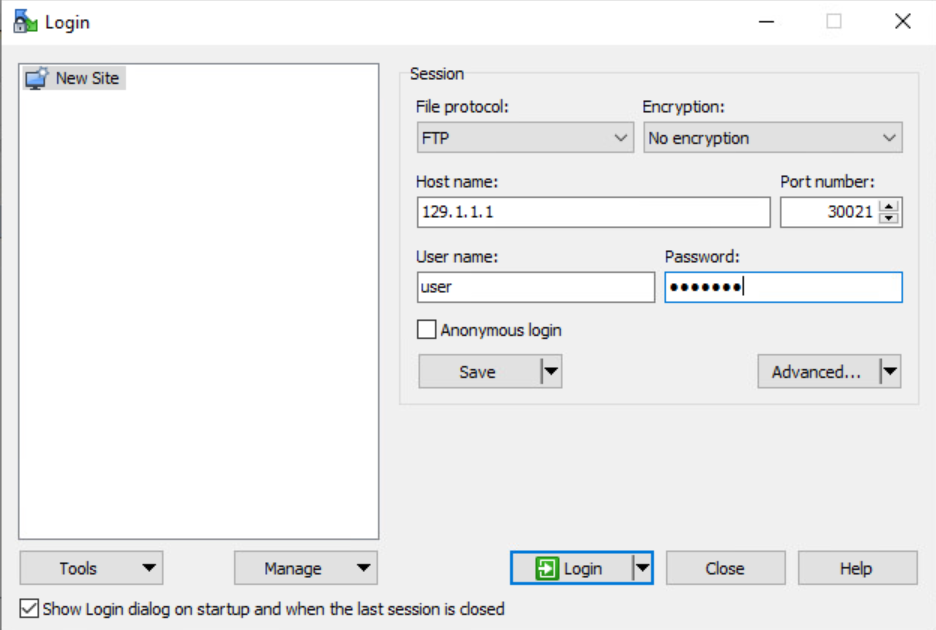 Login
New Site
Session
File protocol: Encryption:
FTP No encryption
Host name: Port number:
129.1.1.1 30021
User name: Password:
user •••••••
Anonymous login
Save Advanced...
Tools Manage Login Close Help
Show Login dialog on startup and when the last session is closed